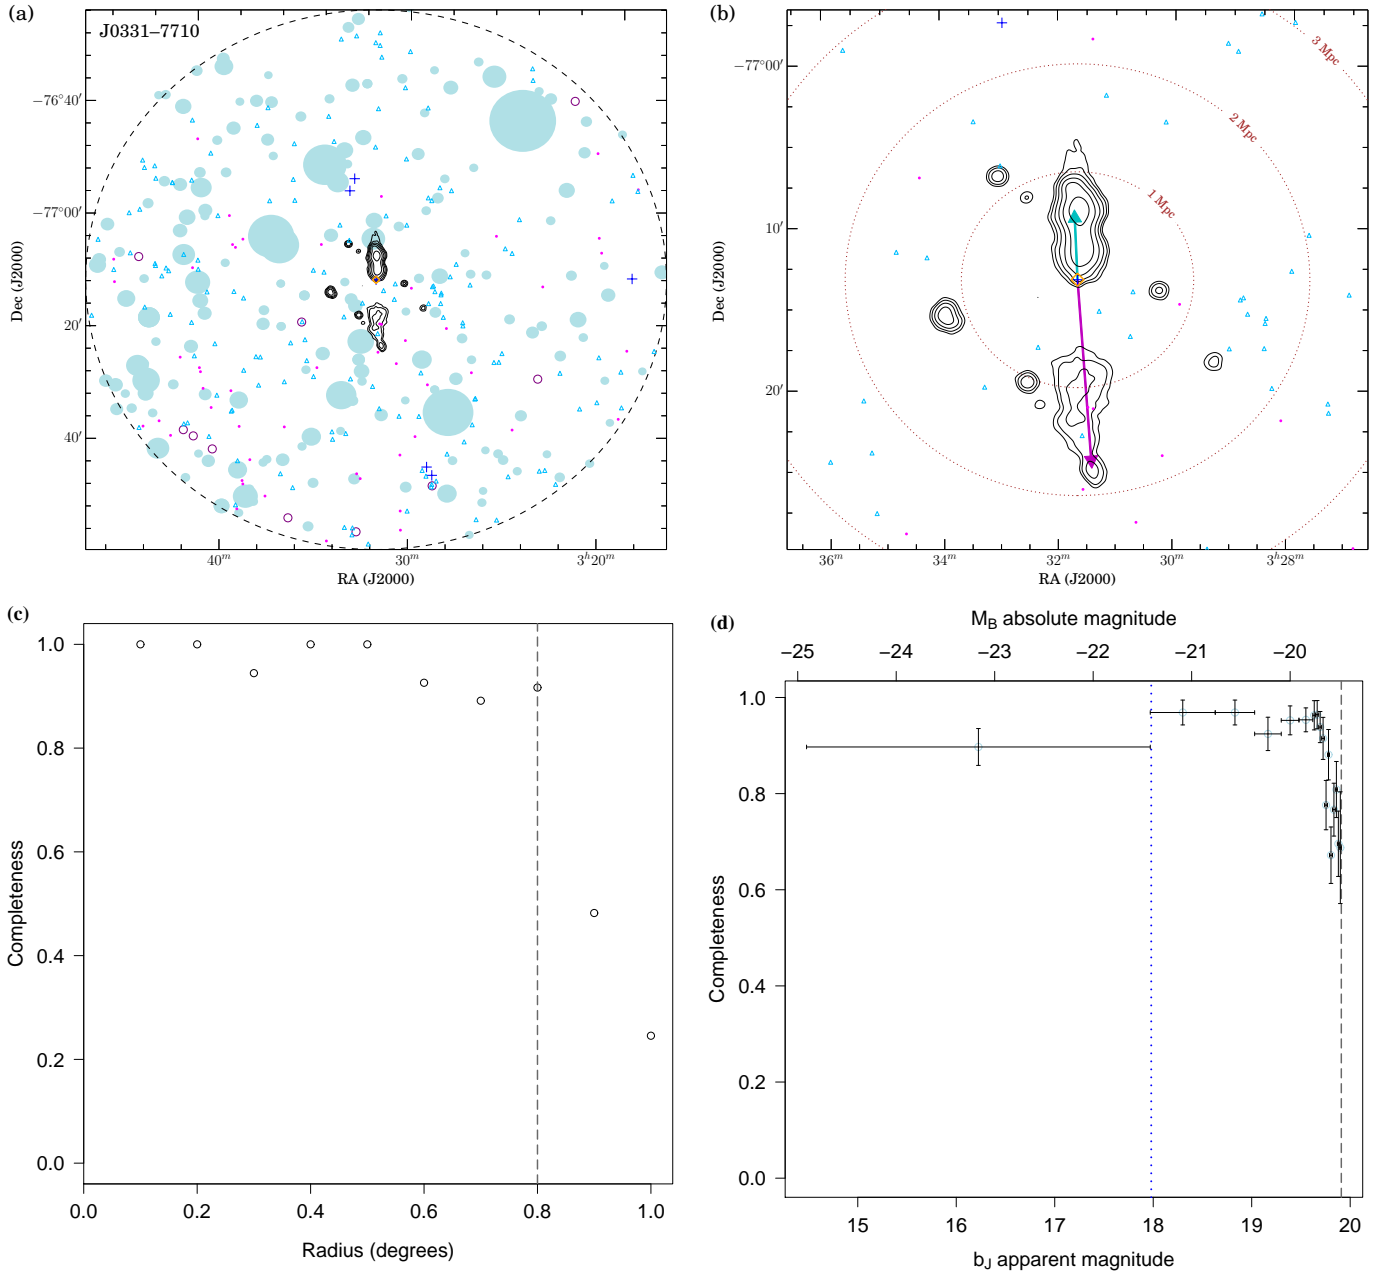 (a)
J0331–7710
−76°40′
−77°00′
20′
40′
Dec (J2000)
40ᵐ
30ᵐ
3ʰ20ᵐ
RA (J2000)
(b)
1 Mpc
2 Mpc
3 Mpc
−77°00′
10′
20′
Dec (J2000)
36ᵐ
34ᵐ
32ᵐ
30ᵐ
3ʰ28ᵐ
RA (J2000)
(c)
1.0
0.8
0.6
0.4
0.2
0.0
Completeness
0.0 0.2 0.4 0.6 0.8 1.0
Radius (degrees)
(d)
M_B absolute magnitude
−25 −24 −23 −22 −21 −20
1.0
0.8
0.6
0.4
0.2
0.0
Completeness
15 16 17 18 19 20
b_J apparent magnitude